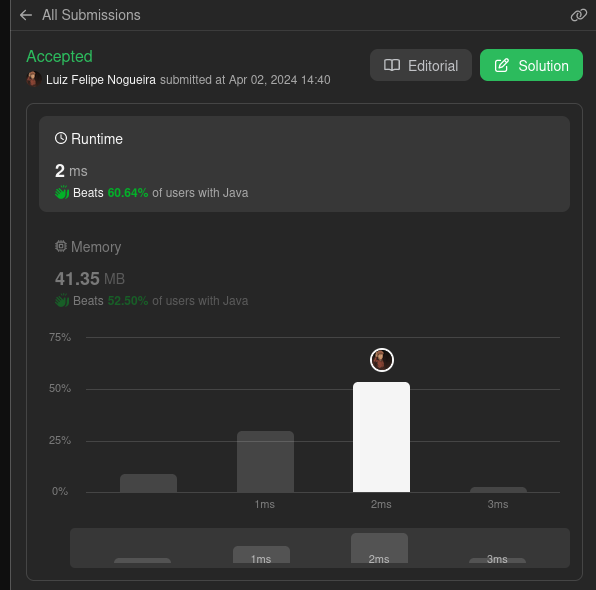 All Submissions
Accepted
Luiz Felipe Nogueira submitted at Apr 02, 2024 14:40
Editorial
Solution
Runtime
2 ms
Beats 60.64% of users with Java
Memory
41.35 MB
Beats 52.50% of users with Java
75%
50%
25%
0%
1ms 2ms 3ms
1ms 2ms 3ms